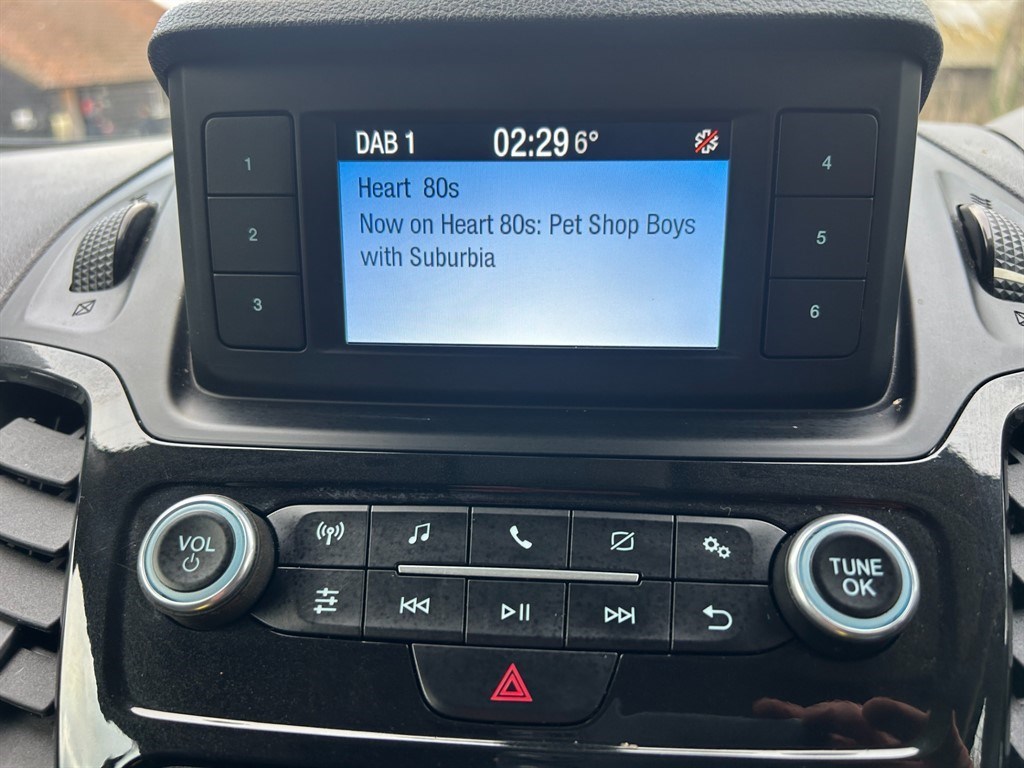 DAB 1 02:29 6°
Heart 80s
Now on Heart 80s: Pet Shop Boys
with Suburbia
1
2
3
4
5
6
VOL
TUNE
OK